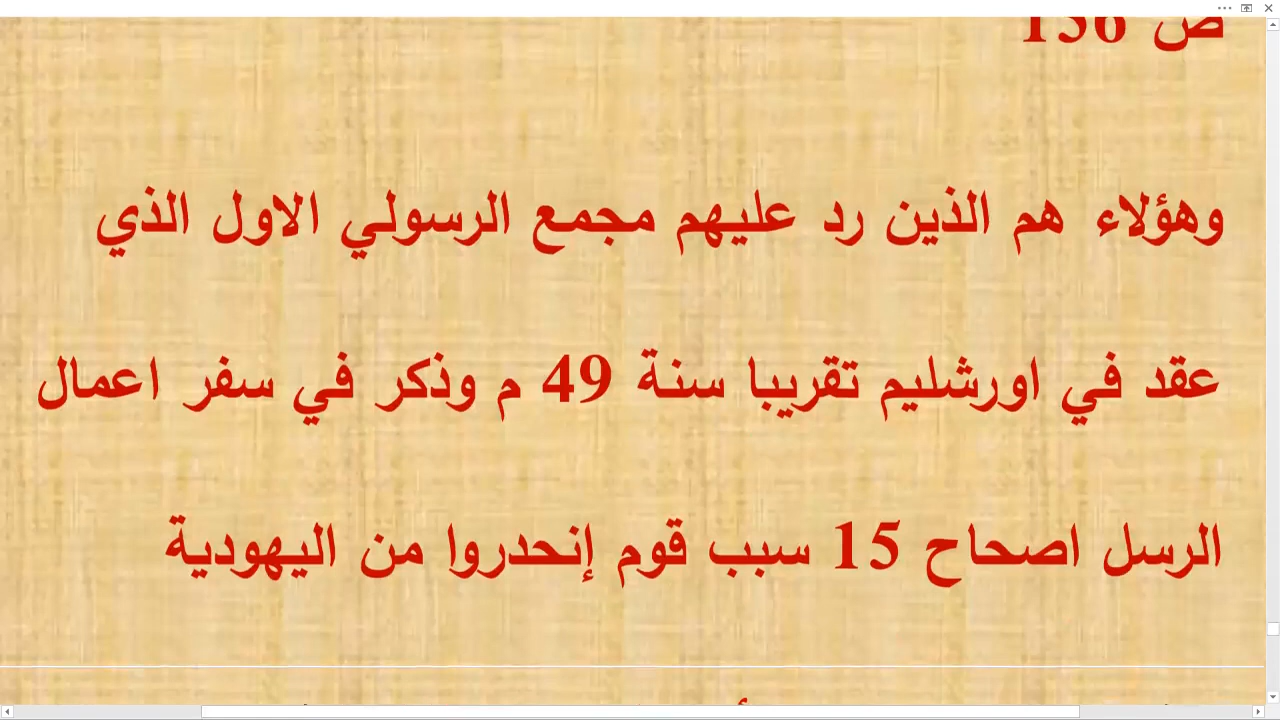 ص 136
وهؤلاء هم الذين رد عليهم مجمع الرسولي الاول الذي
عقد في اورشليم تقريبا سنة 49 م وذكر في سفر اعمال
الرسل اصحاح 15 سبب قوم إنحدروا من اليهودية